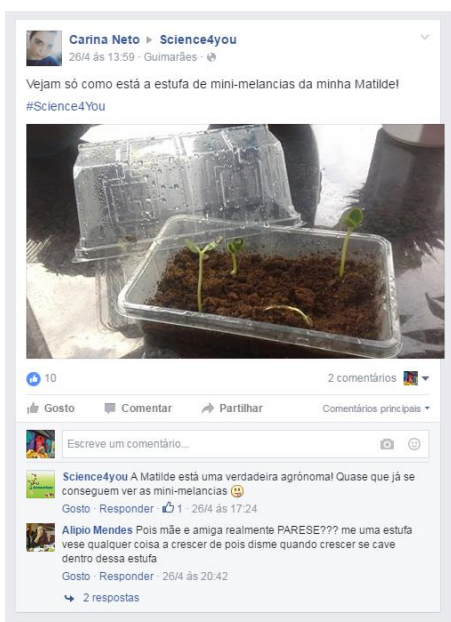 Carina Neto ▸ Science4you
26/4 às 13:59 · Guimarães ·
Vejam só como está a estufa de mini-melancias da minha Matilde!
#Science4You
10
2 comentários
Gosto Comentar Partilhar Comentários principais
Escreve um comentário...
Science4you A Matilde está uma verdadeira agrónoma! Quase que já se
conseguem ver as mini-melancias
Gosto · Responder · 1 · 26/4 às 17:24
Alipio Mendes Pois mãe e amiga realmente PARESE??? me uma estufa
vese qualquer coisa a crescer de pois disme quando crescer se cave
dentro dessa estufa
Gosto · Responder · 26/4 às 20:42
2 respostas